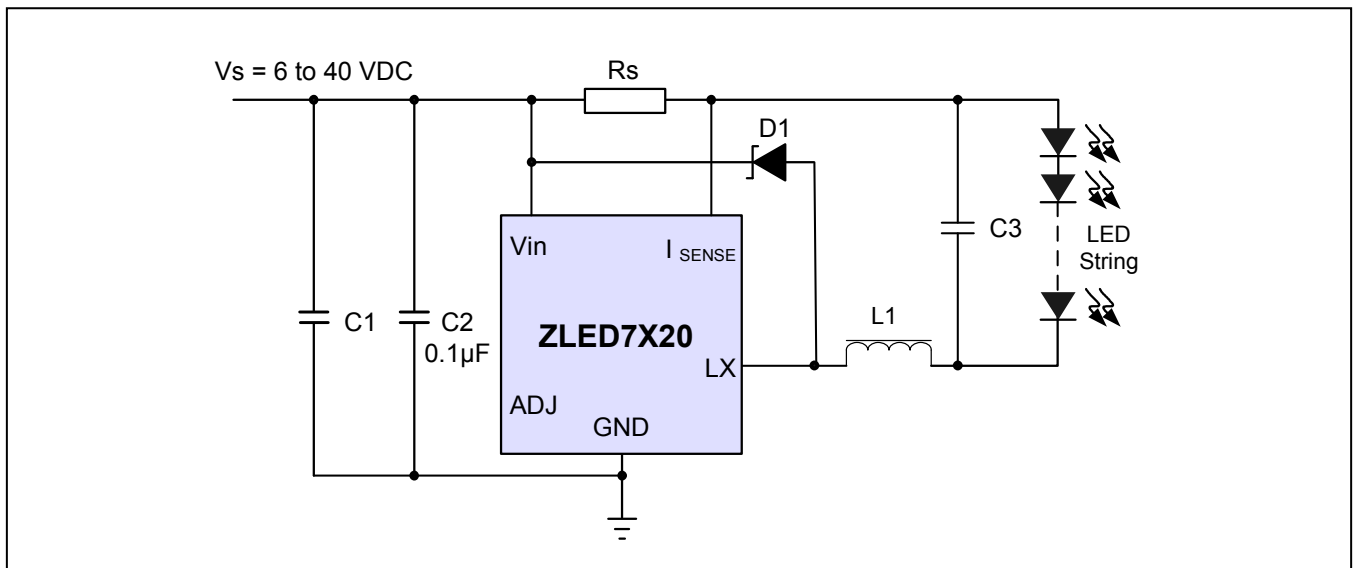 Vs = 6 to 40 VDC
Rs
D1
Vin
I SENSE
C3
LED
String
C1
C2
0.1µF
ZLED7X20
L1
LX
ADJ
GND